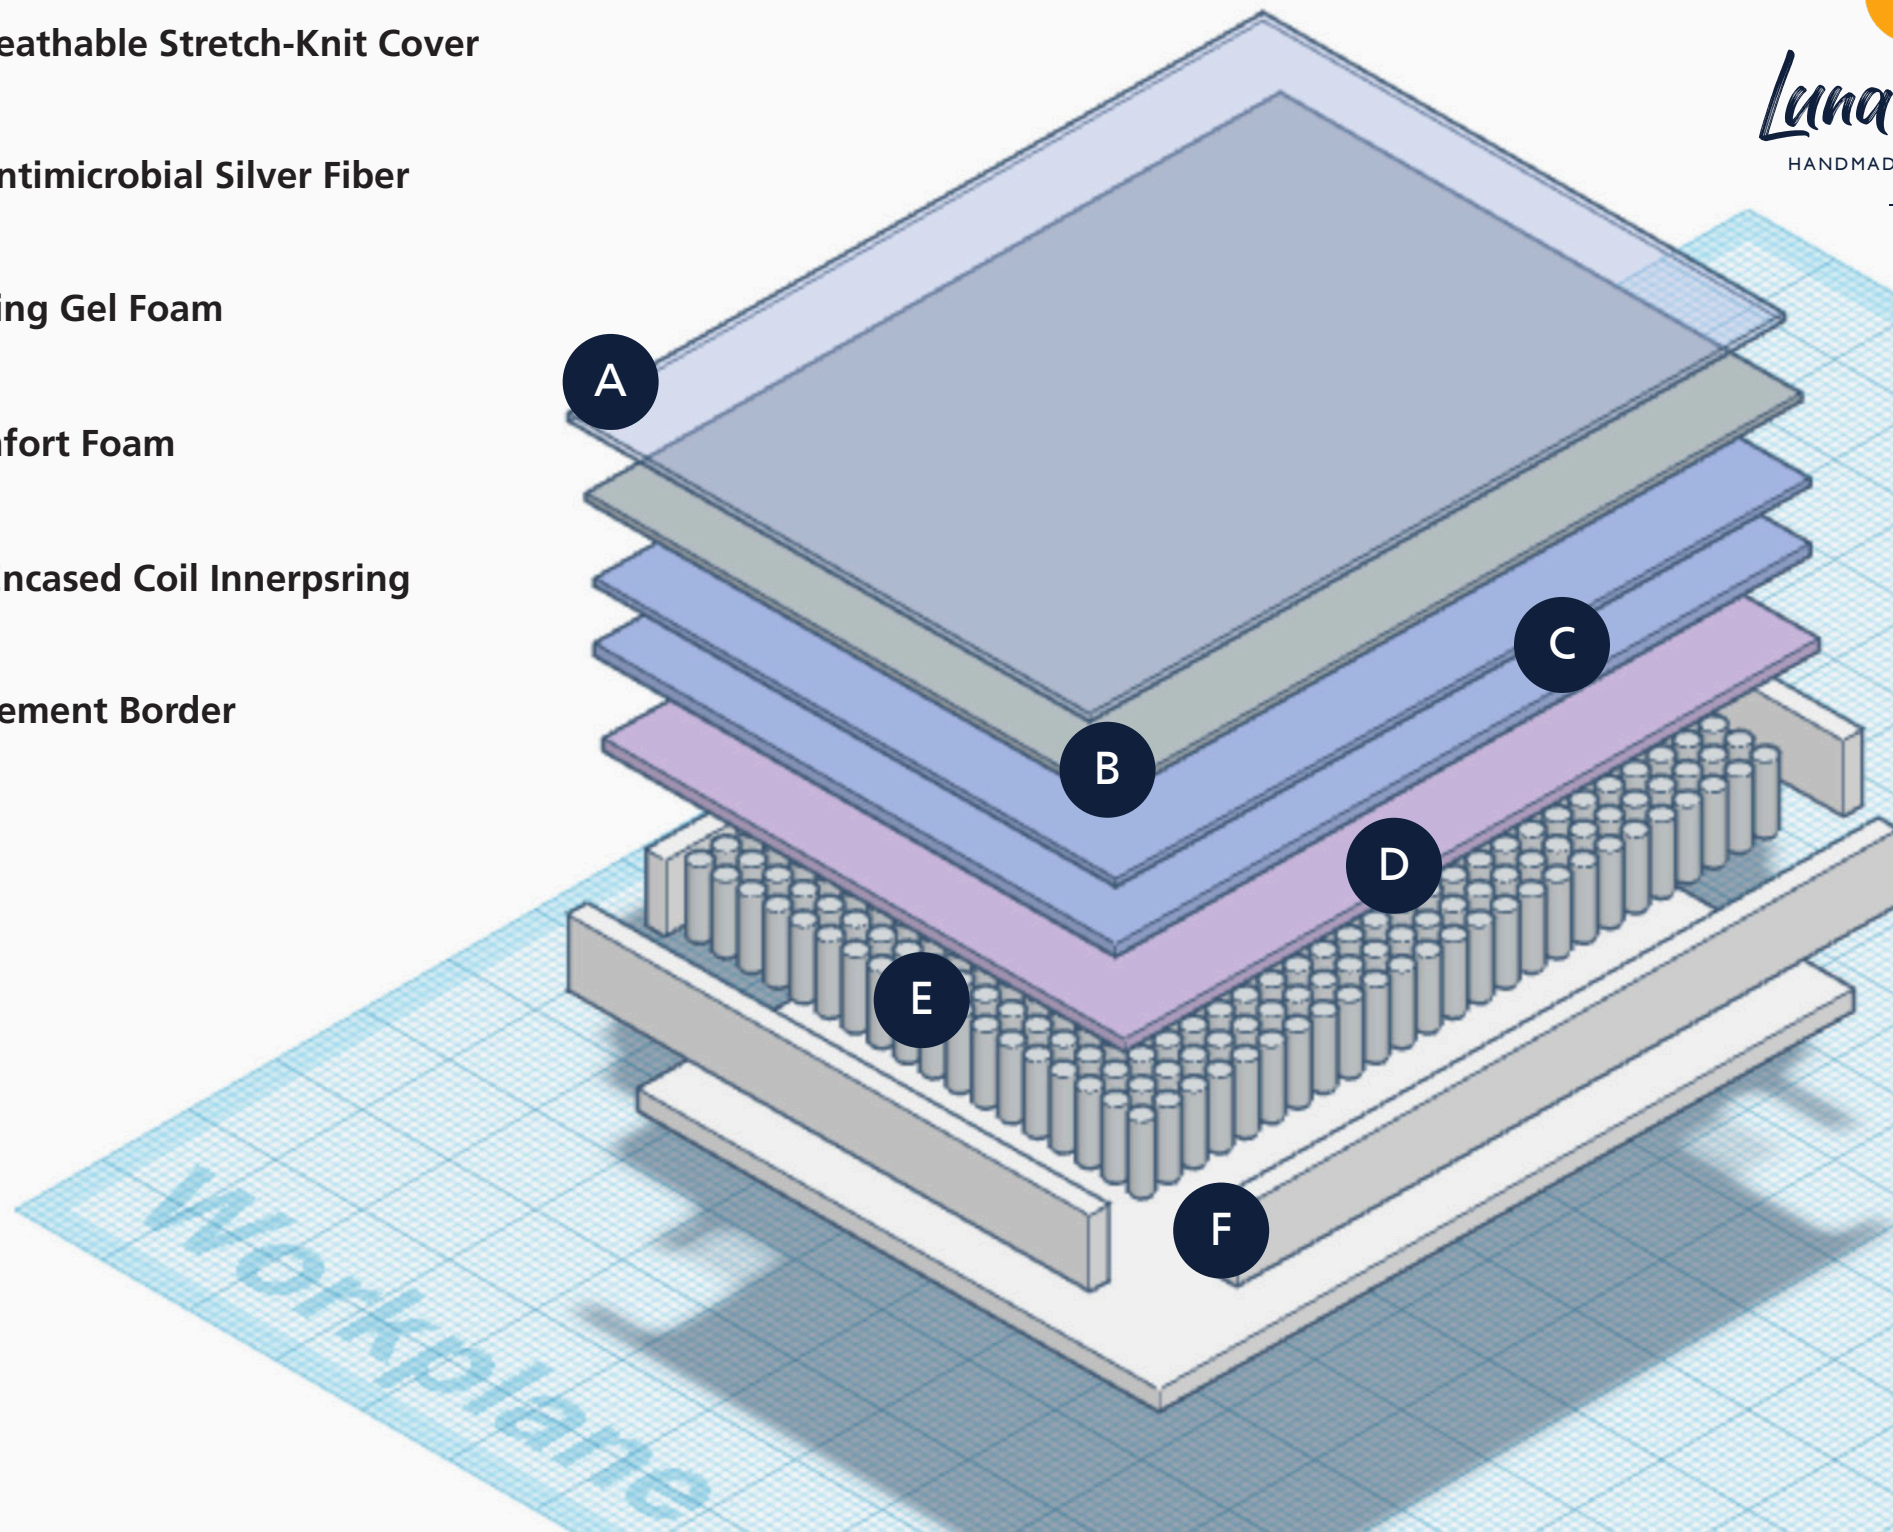 eathable Stretch-Knit Cover
ntimicrobial Silver Fiber
ing Gel Foam
nfort Foam
ncased Coil Innerpsring
ement Border
Luna
HANDMAD
A
B
C
D
E
F
Workplane